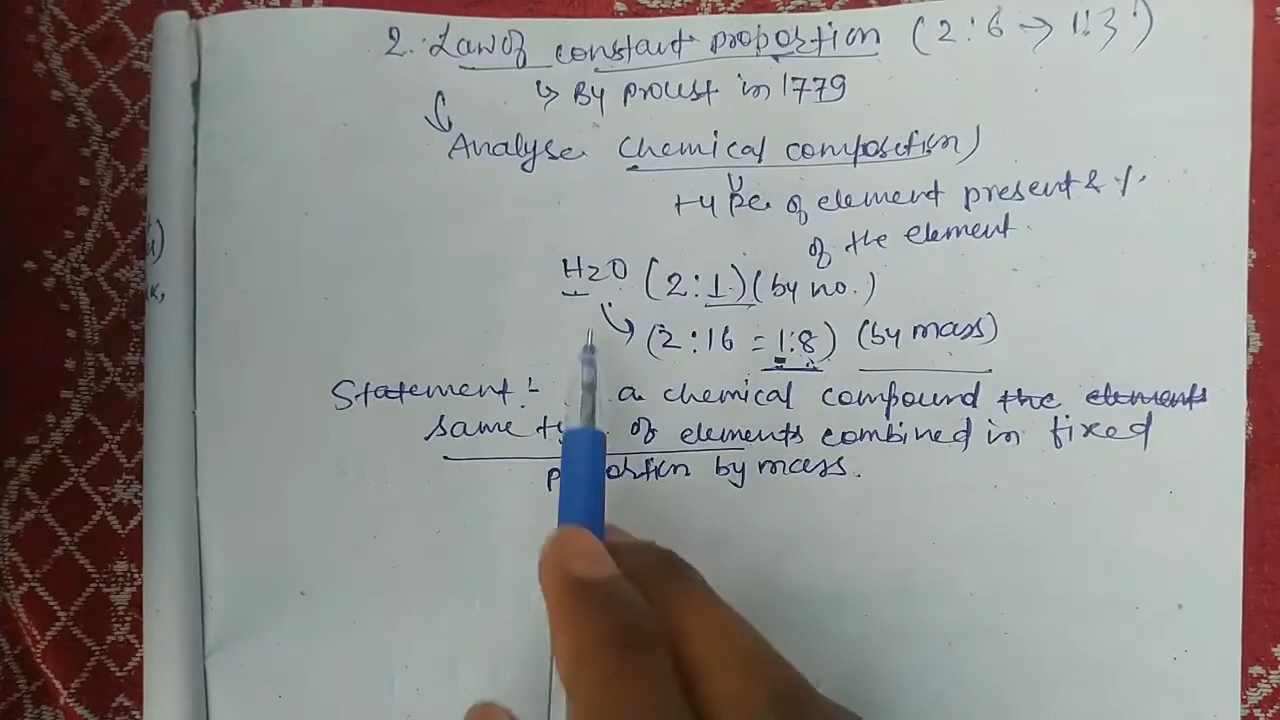 2. Law of constant proportion (2:6 → 1:3)
↳ By proust in 1779
Analyse chemical composition)
type of element present & %
of the element.
H2O (2:1) (by no.)
(2:16 = 1:8) (by mass)
Statement:- a chemical compound the elements
same of elements combined in fixed
by mass.